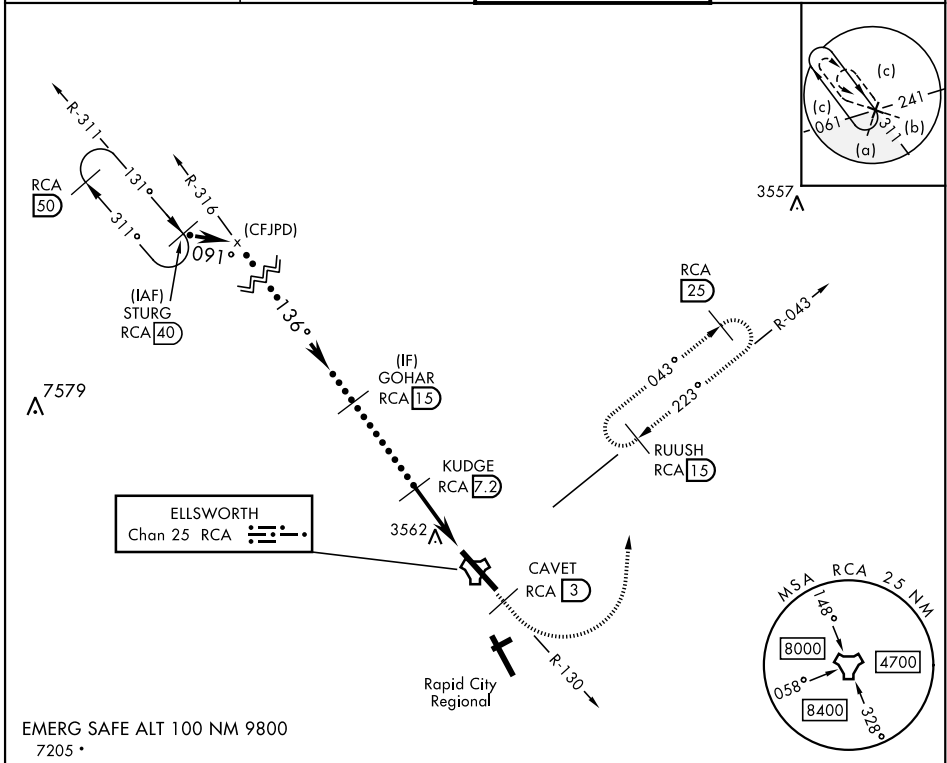 R-311
131°
311°
RCA
50
R-316
(CFJPD)
091°
(IAF)
STURG
RCA 40
136°
7579
(IF)
GOHAR
RCA 15
KUDGE
RCA 7.2
3562
ELLSWORTH
Chan 25 RCA
CAVET
RCA 3
R-130
Rapid City
Regional
3557
RCA
25
R-043
043°
223°
RUUSH
RCA 15
(c)
(c)
241
061
311
(b)
(a)
MSA RCA 25 NM
148°
8000
4700
058°
8400
328°
EMERG SAFE ALT 100 NM 9800
7205